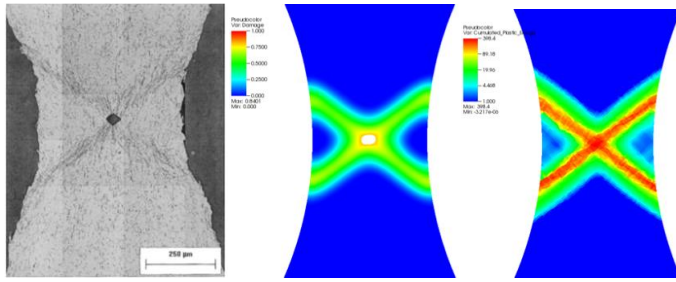 250 µm
Pseudocolor
Var: Damage
1.000
0.7500
0.5000
0.2500
0.000
Max: 0.8401
Min: 0.000
Pseudocolor
Var: Cumulated_Plastic_
398.4
89.18
19.96
4.468
1.000
Max: 398.4
Min: -3.217e-06